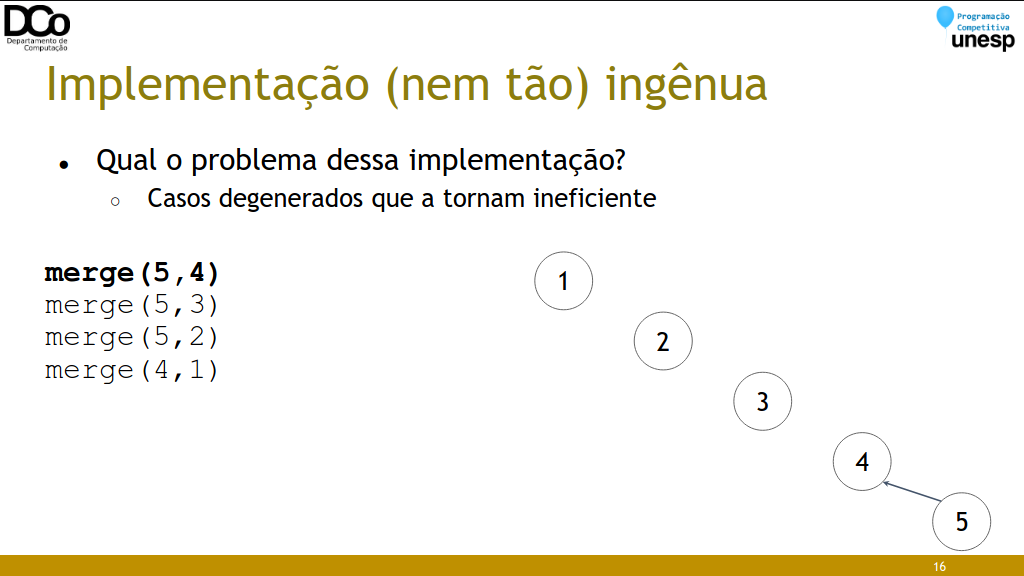 DCo
Departamento de
Computação
Programação
Competitiva
unesp
Implementação (nem tão) ingênua
● Qual o problema dessa implementação?
○ Casos degenerados que a tornam ineficiente
merge(5,4)
merge(5,3)
merge(5,2)
merge(4,1)
1
2
3
4
5
16